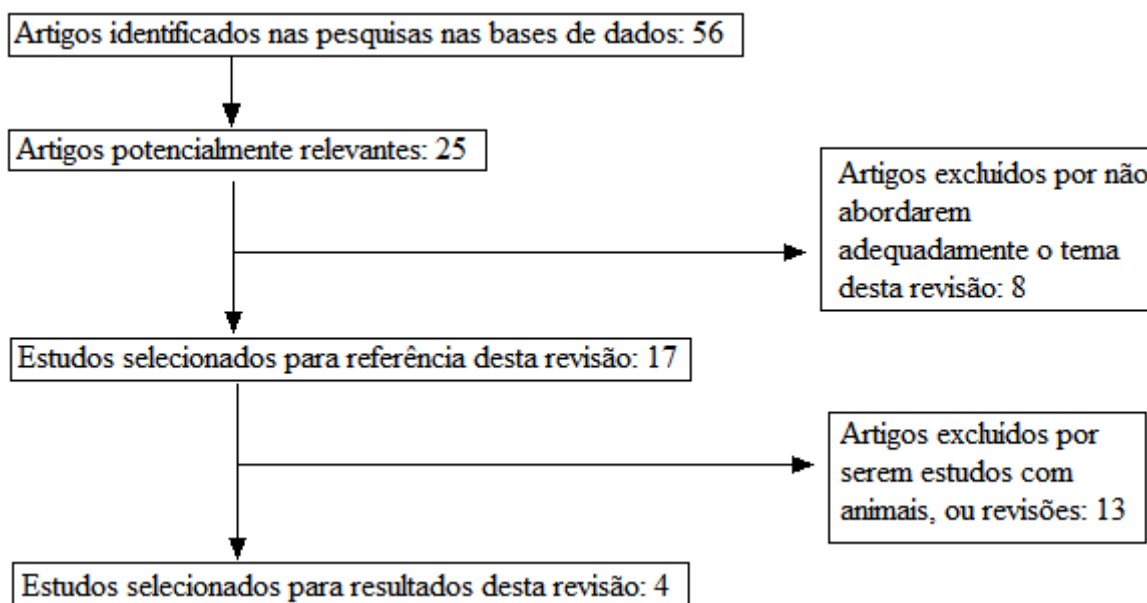 Artigos identificados nas pesquisas nas bases de dados: 56
Artigos potencialmente relevantes: 25
Artigos excluídos por não
abordarem
adequadamente o tema
desta revisão: 8
Estudos selecionados para referência desta revisão: 17
Artigos excluídos por
serem estudos com
animais, ou revisões: 13
Estudos selecionados para resultados desta revisão: 4